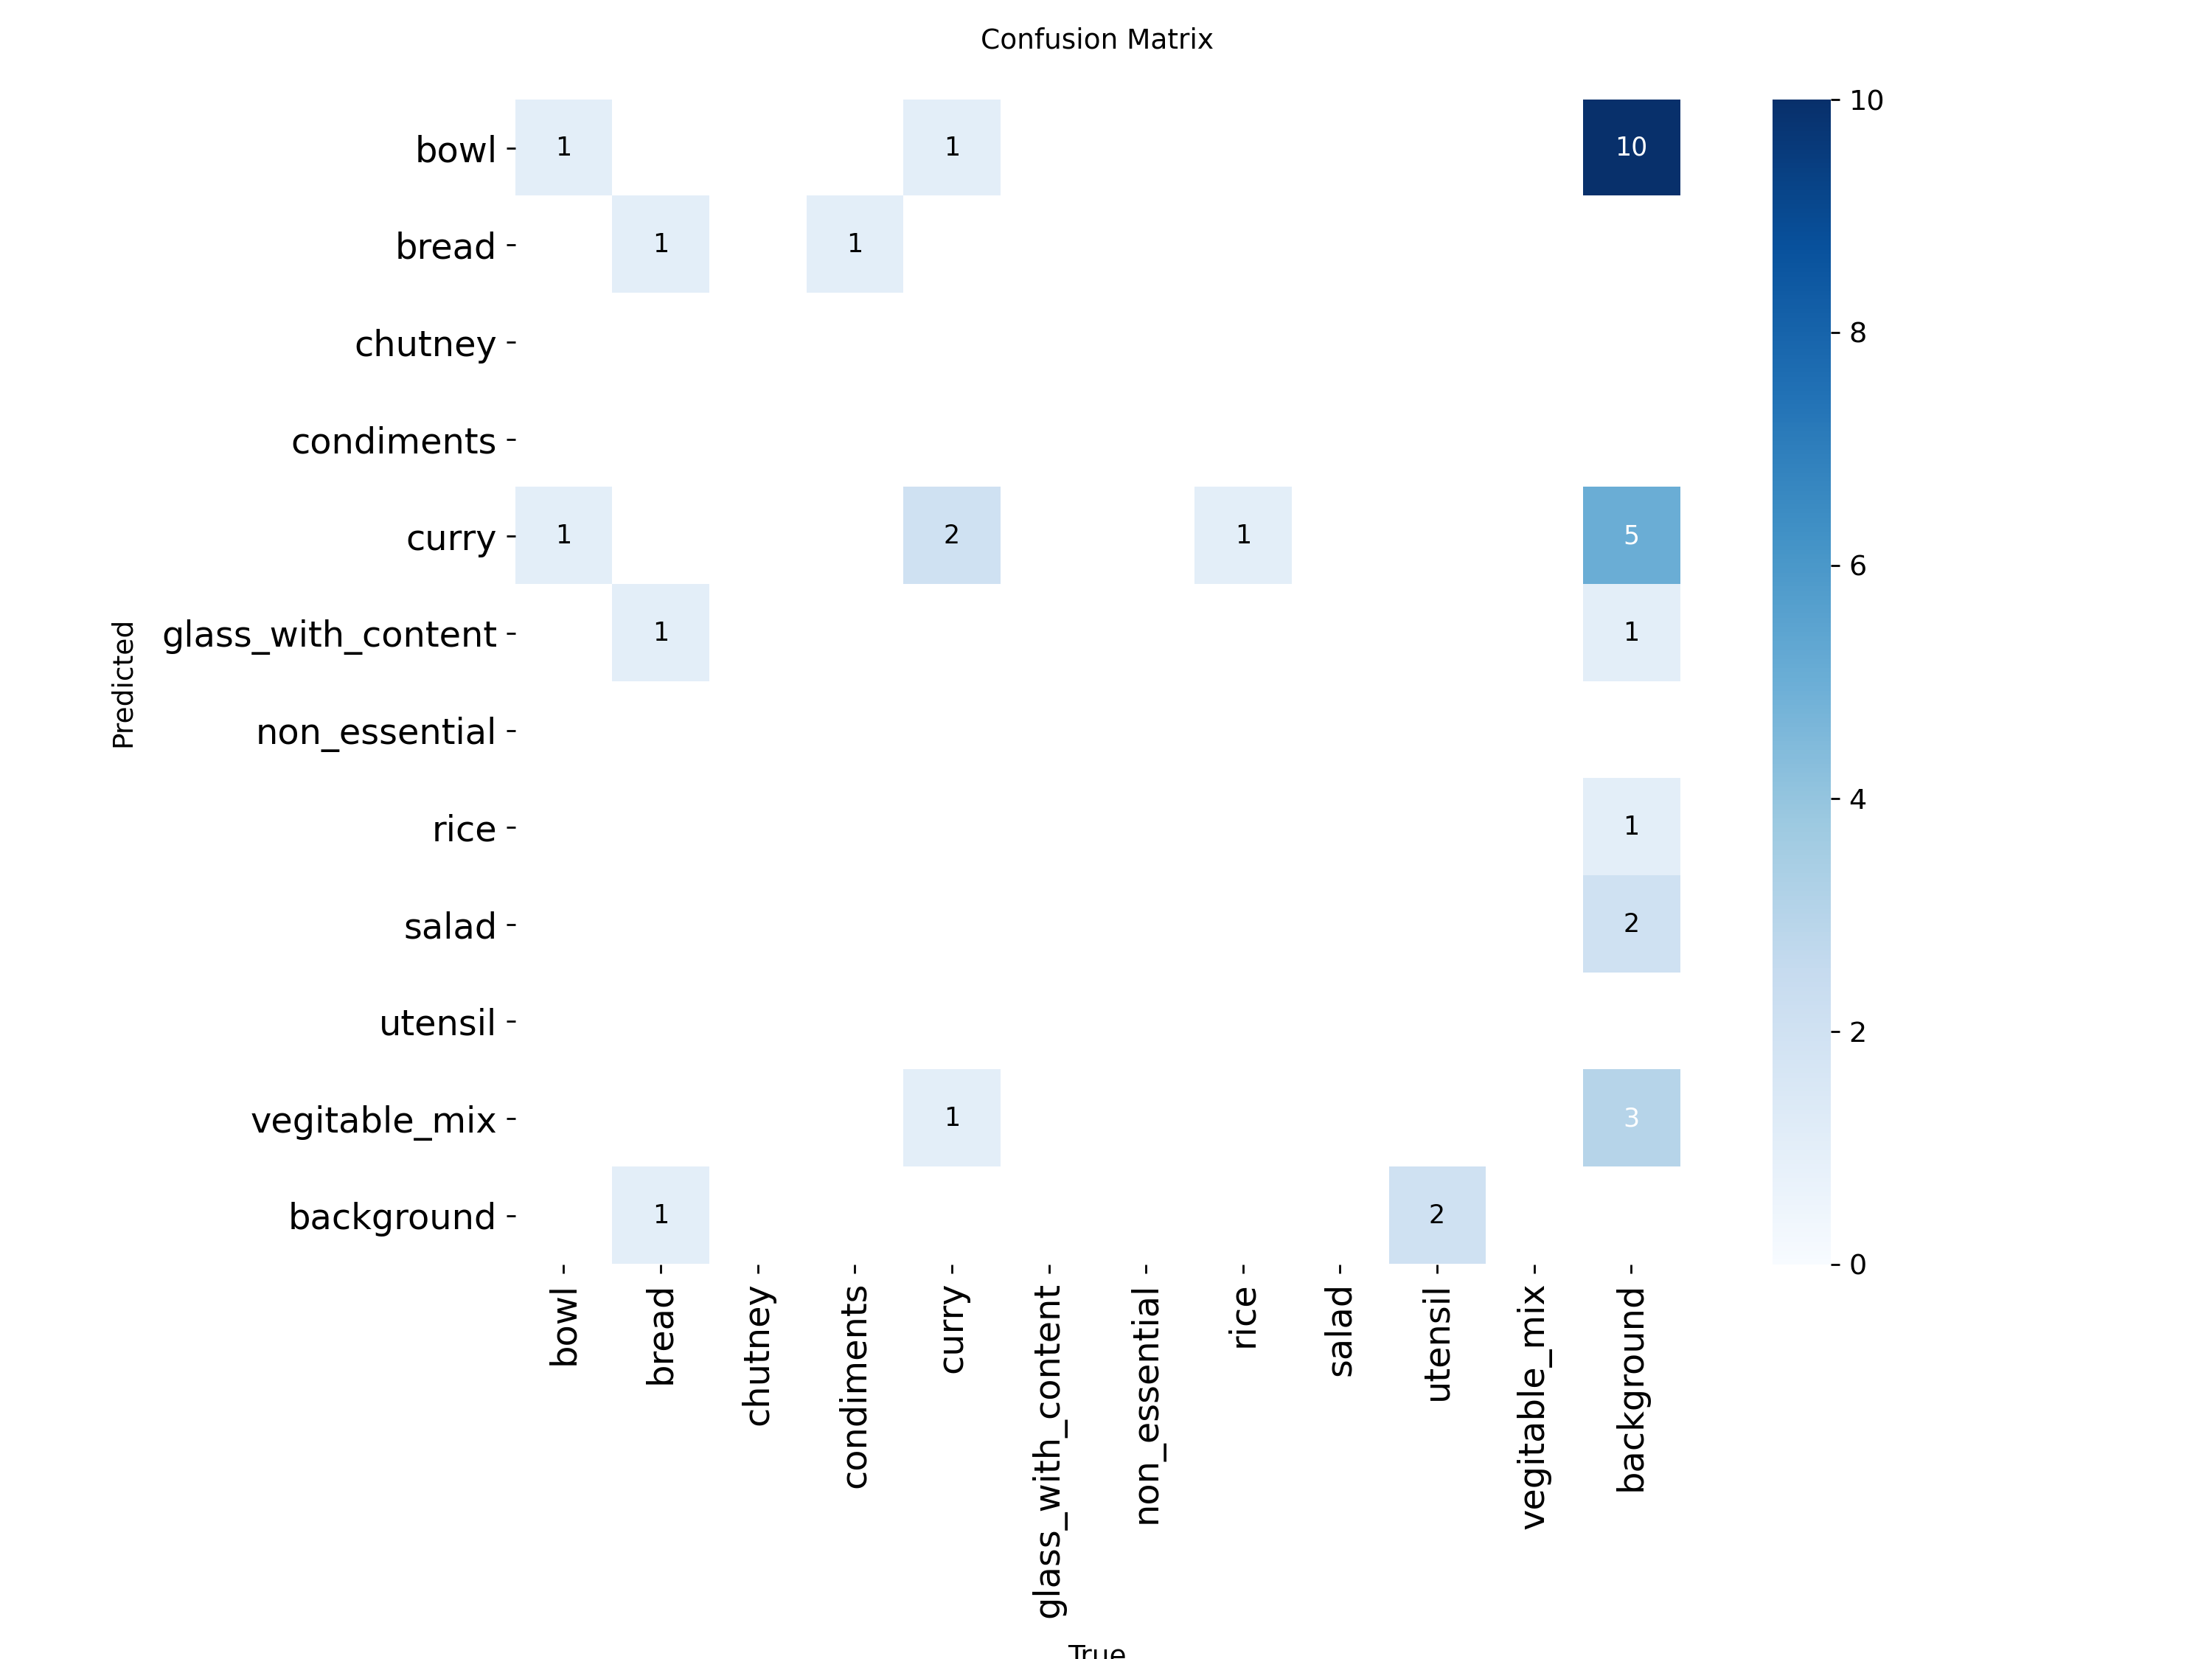 Confusion Matrix
bowl 1 1 10
bread 1 1
chutney
condiments
curry 1 2 1 5
glass_with_content 1 1
non_essential
rice 1
salad 2
utensil
vegitable_mix 1 3
background 1 2
Predicted
bowl
bread
chutney
condiments
curry
glass_with_content
non_essential
rice
salad
utensil
vegitable_mix
background
True
10
8
6
4
2
0